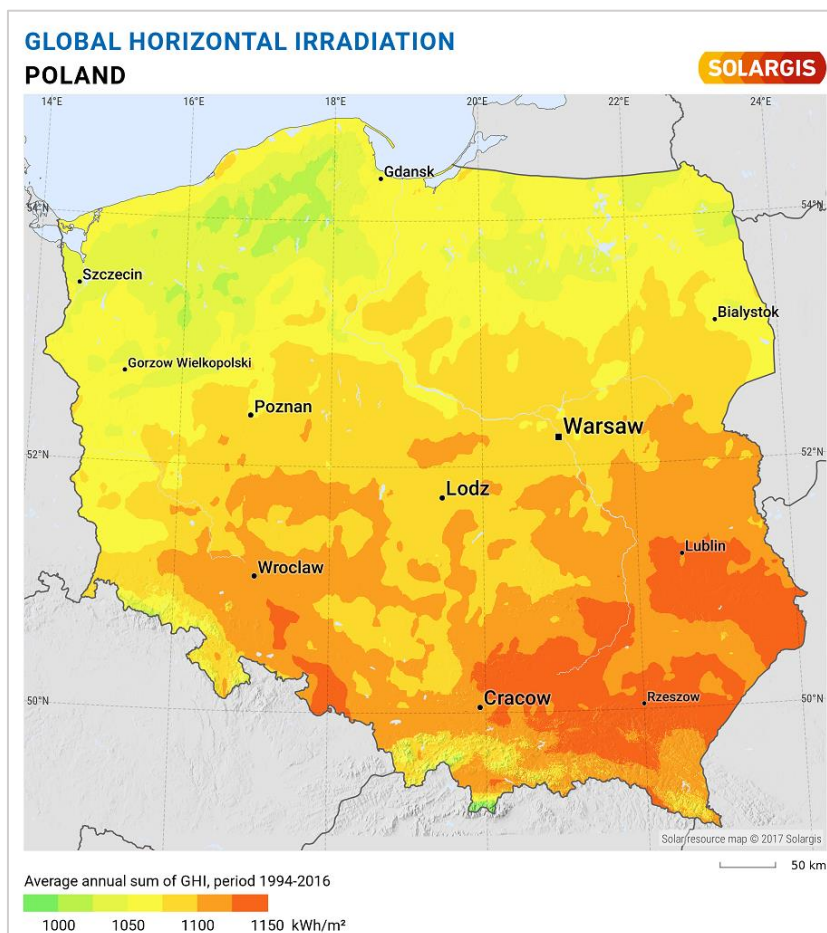 GLOBAL HORIZONTAL IRRADIATION
POLAND
SOLARGIS
14°E 16°E 18°E 20°E 22°E 24°E
Gdansk
54°N 54°N
Szczecin
Bialystok
Gorzow Wielkopolski
Poznan
Warsaw
52°N 52°N
Lodz
Lublin
Wroclaw
50°N Cracow Rzeszow 50°N
Solar resource map © 2017 Solargis
50 km
Average annual sum of GHI, period 1994-2016
1000 1050 1100 1150 kWh/m²